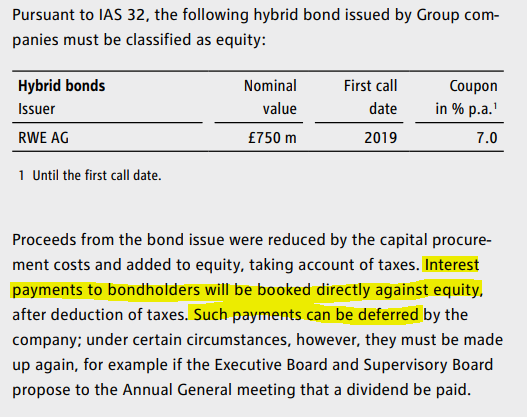 Pursuant to IAS 32, the following hybrid bond issued by Group com-
panies must be classified as equity:
Hybrid bonds Nominal First call Coupon
Issuer value date in % p.a.¹
RWE AG £750 m 2019 7.0
1 Until the first call date.
Proceeds from the bond issue were reduced by the capital procure-
ment costs and added to equity, taking account of taxes. Interest
payments to bondholders will be booked directly against equity,
after deduction of taxes. Such payments can be deferred by the
company; under certain circumstances, however, they must be made
up again, for example if the Executive Board and Supervisory Board
propose to the Annual General meeting that a dividend be paid.